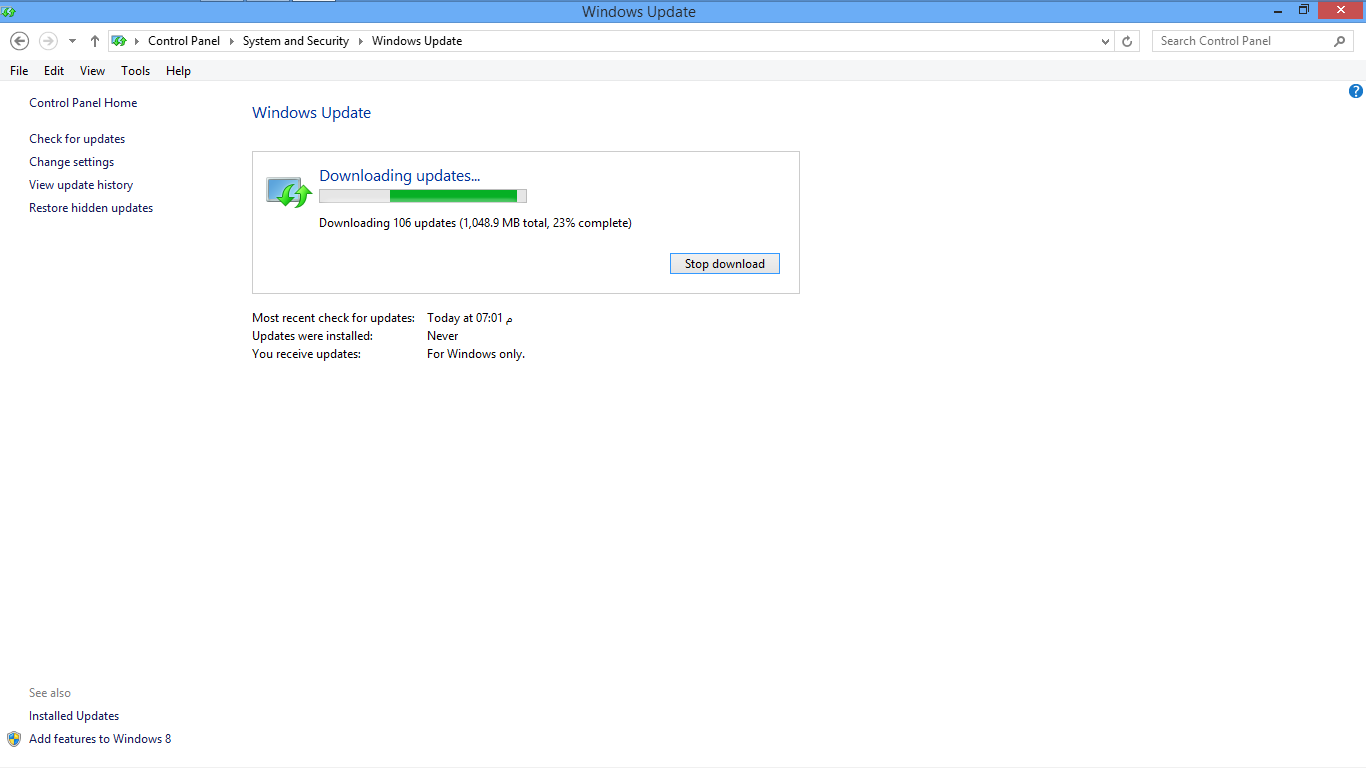 Windows Update
Control Panel System and Security Windows Update
Search Control Panel
File Edit View Tools Help
Control Panel Home
Check for updates
Change settings
View update history
Restore hidden updates
Windows Update
Downloading updates...
Downloading 106 updates (1,048.9 MB total, 23% complete)
Stop download
Most recent check for updates: Today at 07:01 م
Updates were installed: Never
You receive updates: For Windows only.
See also
Installed Updates
Add features to Windows 8